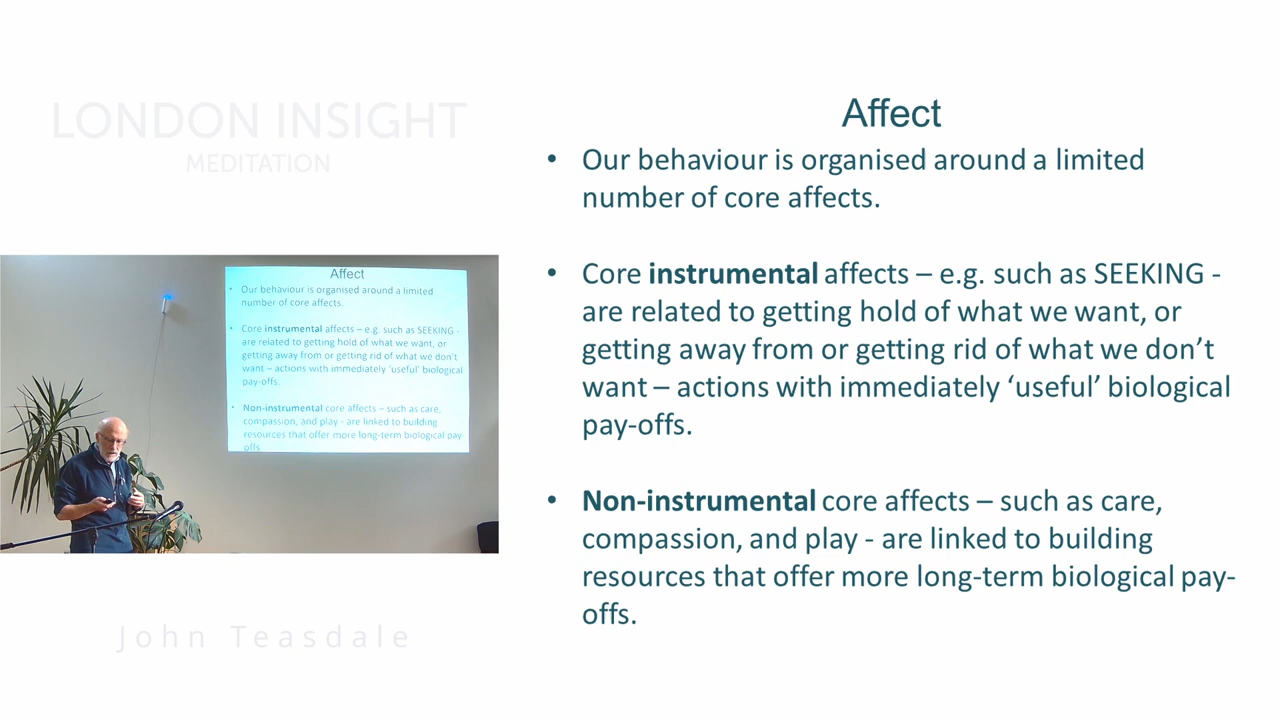 LONDON INSIGHT
MEDITATION
Affect
• Our behaviour is organised around a limited
number of core affects.
• Core instrumental affects – e.g. such as SEEKING -
are related to getting hold of what we want, or
getting away from or getting rid of what we don't
want – actions with immediately 'useful' biological
pay-offs.
• Non-instrumental core affects – such as care,
compassion, and play - are linked to building
resources that offer more long-term biological pay-
offs.
Affect
• Our behaviour is organised around a limited
number of core affects.
• Core instrumental affects – e.g. such as SEEKING -
are related to getting hold of what we want, or
getting away from or getting rid of what we don’t
want – actions with immediately ‘useful’ biological
pay-offs.
• Non-instrumental core affects – such as care,
compassion, and play - are linked to building
resources that offer more long-term biological pay-
offs.
John Teasdale